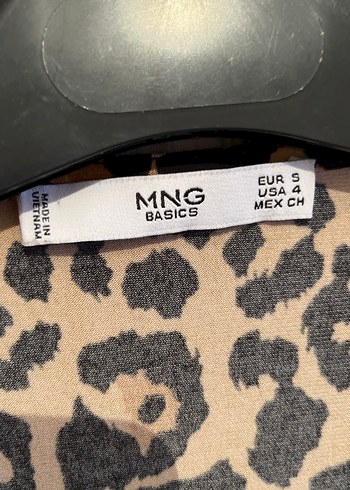 MADE IN
VIETNAM
MNG
BASICS
EUR S
USA 4
MEX CH